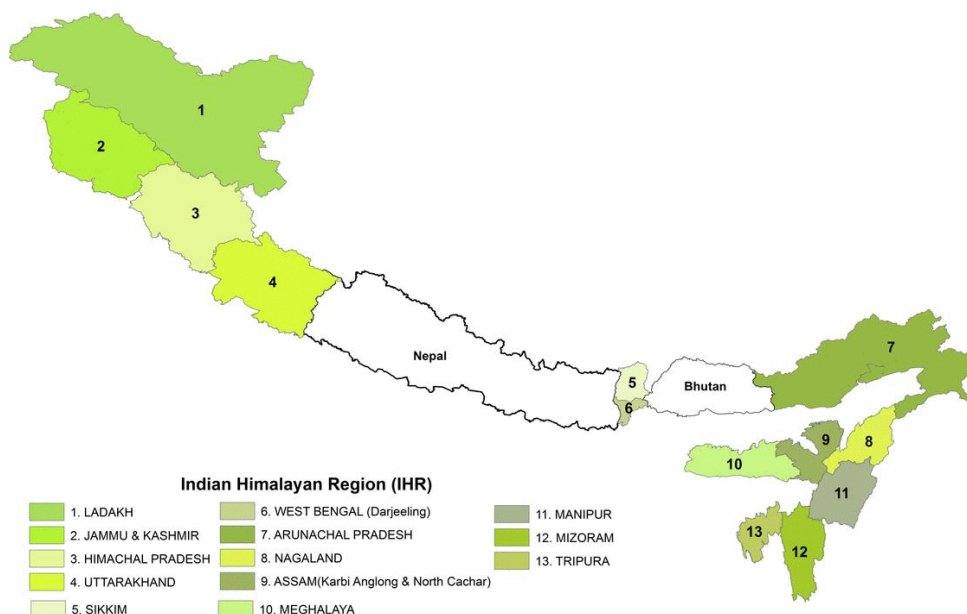 1
2
3
4
Nepal
5
6
Bhutan
7
8
9
10
11
12
13
Indian Himalayan Region (IHR)
1. LADAKH
2. JAMMU & KASHMIR
3. HIMACHAL PRADESH
4. UTTARAKHAND
5. SIKKIM
6. WEST BENGAL (Darjeeling)
7. ARUNACHAL PRADESH
8. NAGALAND
9. ASSAM(Karbi Anglong & North Cachar)
10. MEGHALAYA
11. MANIPUR
12. MIZORAM
13. TRIPURA